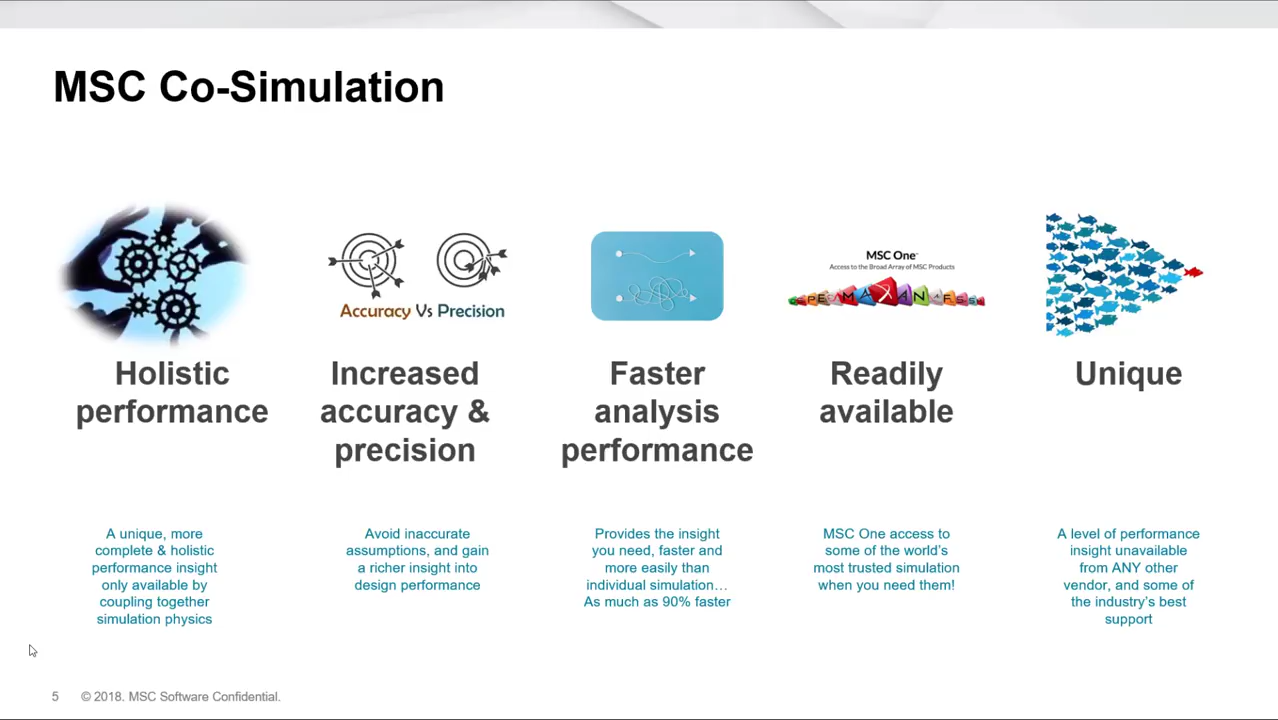 MSC Co-Simulation
Accuracy Vs Precision
MSC One™
Access to the Broad Array of MSC Products
Holistic
performance
Increased
accuracy &
precision
Faster
analysis
performance
Readily
available
Unique
A unique, more
complete & holistic
performance insight
only available by
coupling together
simulation physics
Avoid inaccurate
assumptions, and gain
a richer insight into
design performance
Provides the insight
you need, faster and
more easily than
individual simulation…
As much as 90% faster
MSC One access to
some of the world’s
most trusted simulation
when you need them!
A level of performance
insight unavailable
from ANY other
vendor, and some of
the industry’s best
support
5 © 2018. MSC Software Confidential.